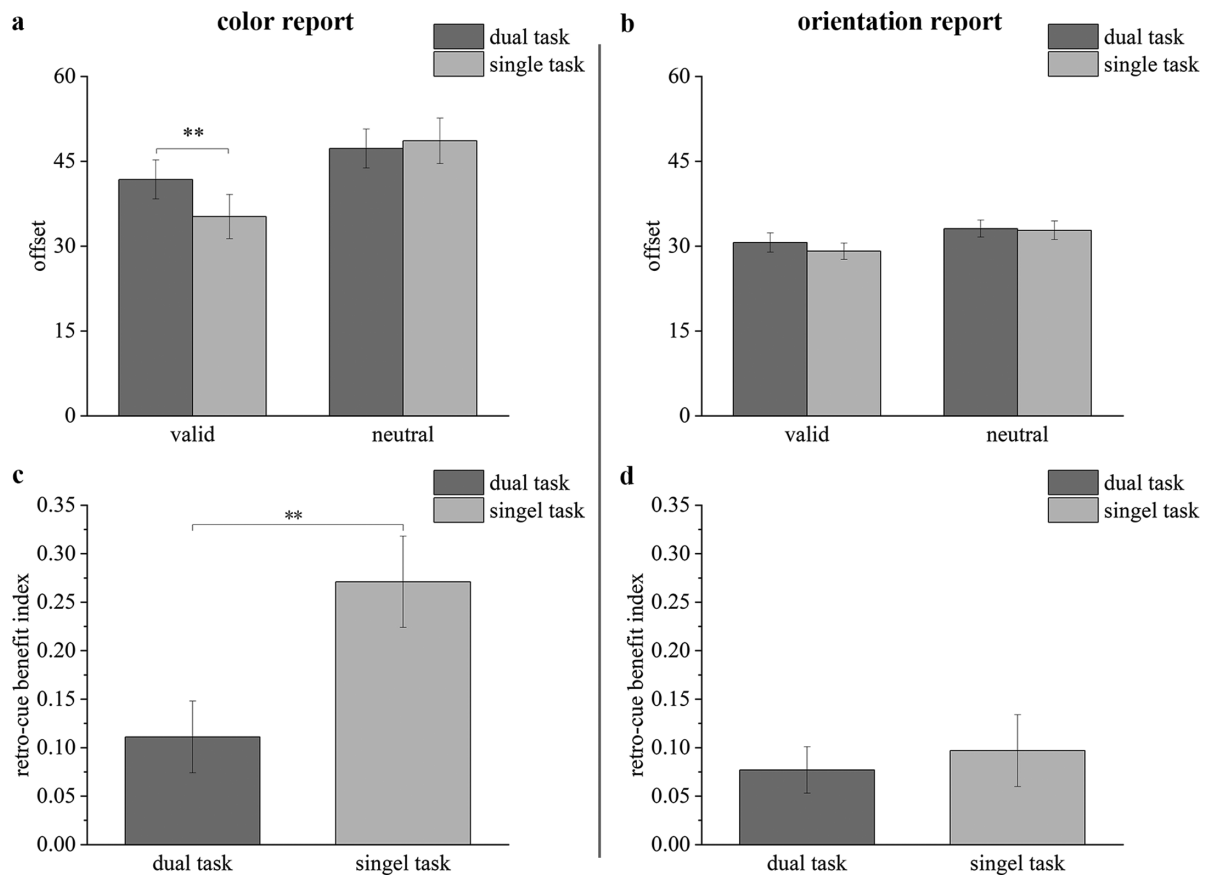 a
color report
dual task
single task
60
45
30
15
0
offset
**
valid
neutral
b
orientation report
dual task
single task
60
45
30
15
0
offset
valid
neutral
c
dual task
singel task
0.35
0.30
0.25
0.20
0.15
0.10
0.05
0.00
retro-cue benefit index
**
dual task
singel task
d
dual task
singel task
0.35
0.30
0.25
0.20
0.15
0.10
0.05
0.00
retro-cue benefit index
dual task
singel task